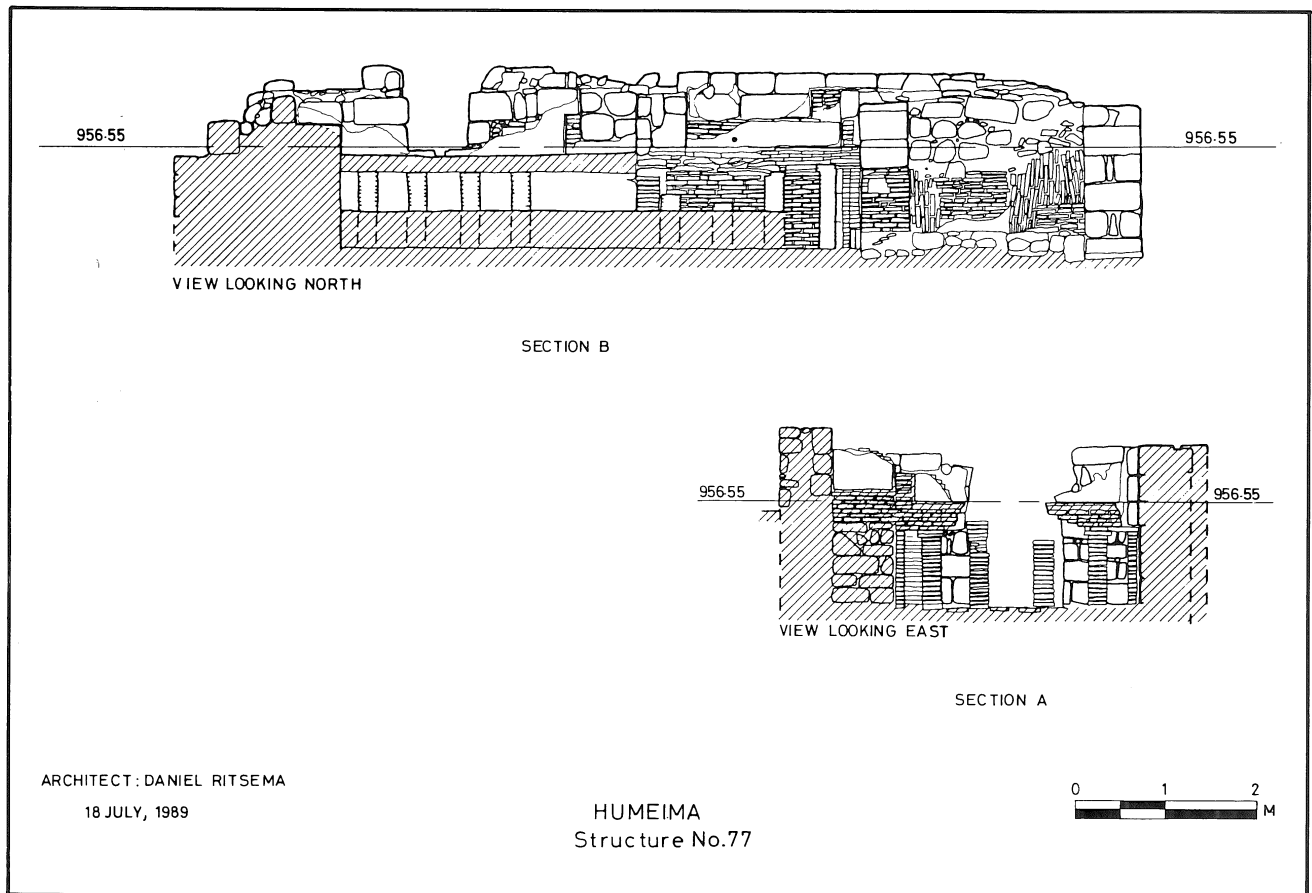 956·55
956·55
VIEW LOOKING NORTH
SECTION B
956·55
956·55
VIEW LOOKING EAST
SECTION A
ARCHITECT: DANIEL RITSEMA
18 JULY, 1989
HUMEIMA
Structure No.77
0 1 2
M